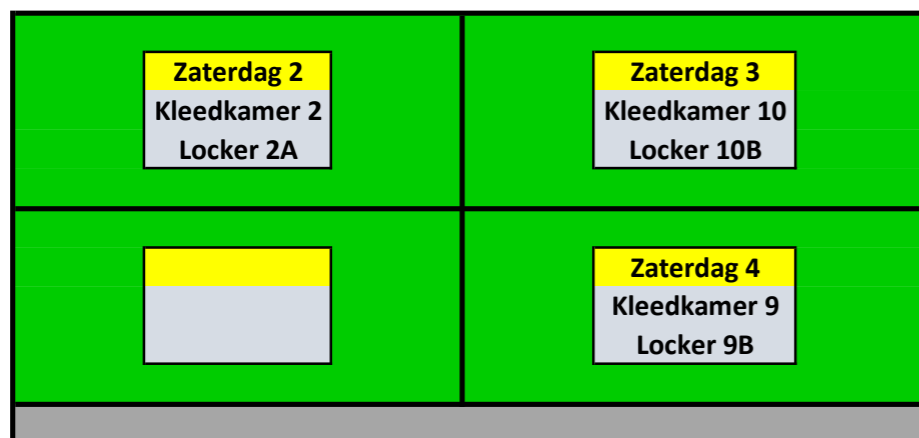 Zaterdag 2
Kleedkamer 2
Locker 2A
Zaterdag 3
Kleedkamer 10
Locker 10B
Zaterdag 4
Kleedkamer 9
Locker 9B